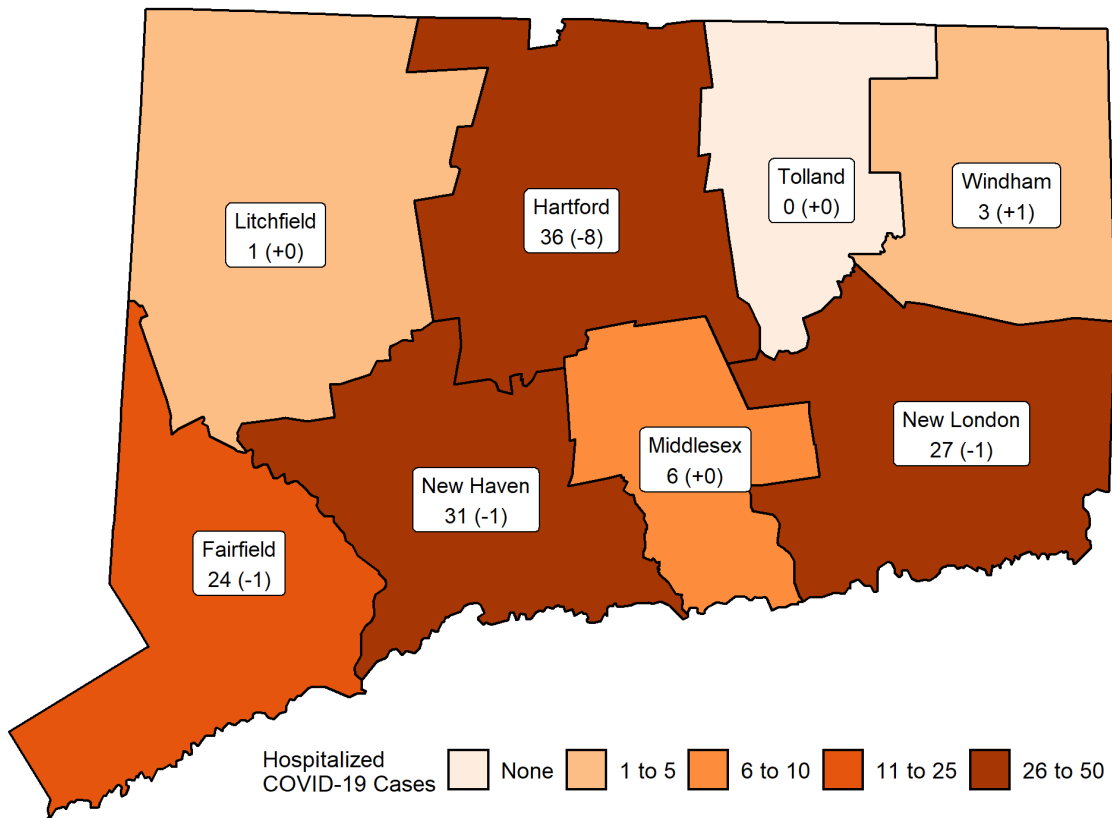 Tolland
0 (+0)
Windham
3 (+1)
Litchfield
1 (+0)
Hartford
36 (-8)
New London
27 (-1)
Middlesex
6 (+0)
New Haven
31 (-1)
Fairfield
24 (-1)
Hospitalized
COVID-19 Cases
None
1 to 5
6 to 10
11 to 25
26 to 50